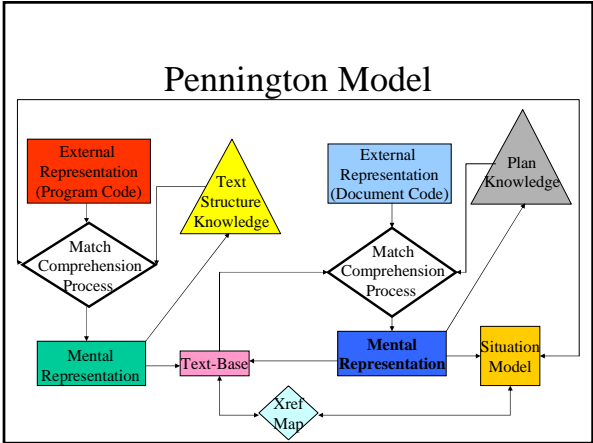 Pennington Model
External
Representation
(Program Code)
Text
Structure
Knowledge
External
Representation
(Document Code)
Plan
Knowledge
Match
Comprehension
Process
Match
Comprehension
Process
Mental
Representation
Text-Base
Mental
Representation
Situation
Model
Xref
Map